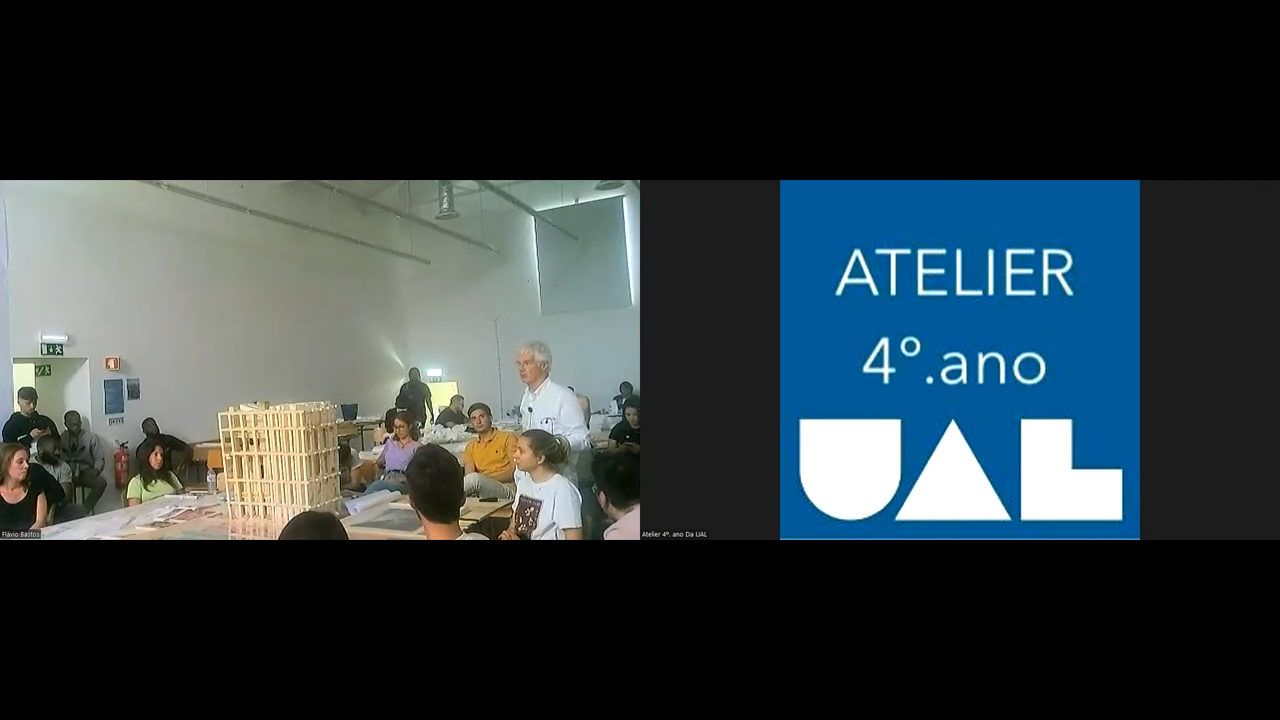 ATELIER
4º.ano
UAL
Flávio Bastos
Atelier 4º. ano Da UAL